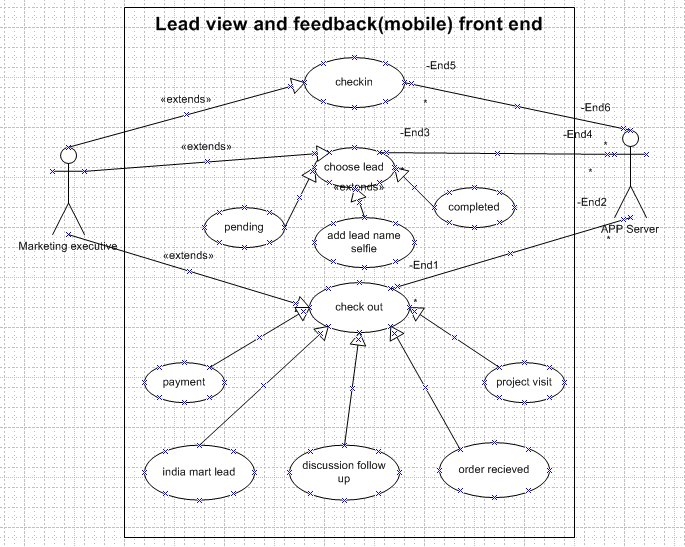 Lead view and feedback(mobile) front end
-End5
checkin
«extends»
*
-End6
-End3
-End4
*
«extends»
choose lead
*
«extends»
-End2
completed
pending
add lead name
selfie
APP Server
*
Marketing executive
«extends»
-End1
check out
*
payment
project visit
india mart lead
discussion follow
up
order recieved